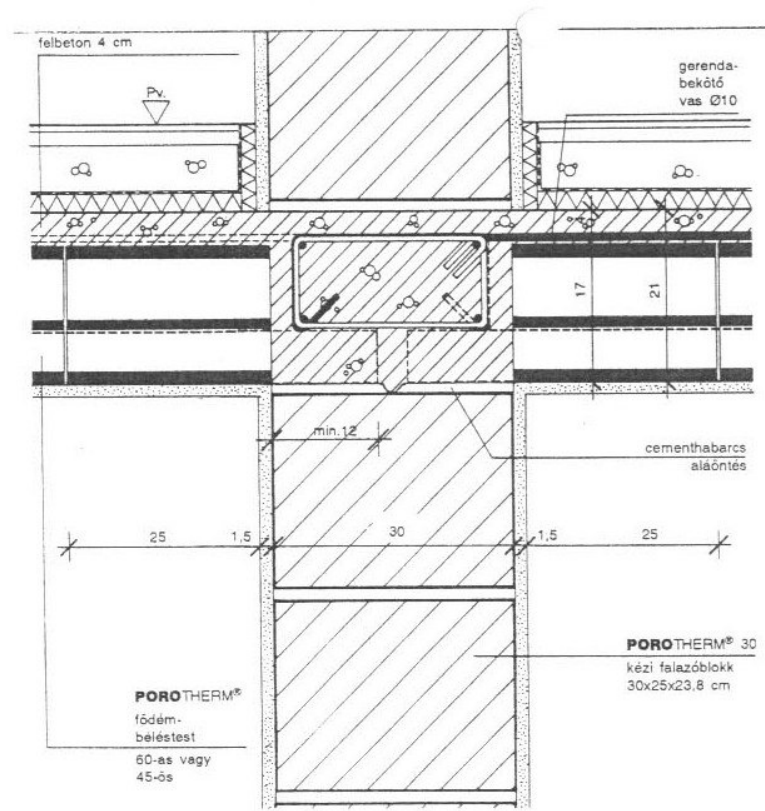 felbeton 4 cm
Pv.
gerenda-
bekötő
vas Ø10
4
17
21
min.12
cementhabarcs
aláöntés
25
1,5
30
1,5
25
POROTHERM® 30
kézi falazóblokk
30x25x23,8 cm
POROTHERM®
födém-
béléstest
60-as vagy
45-ös